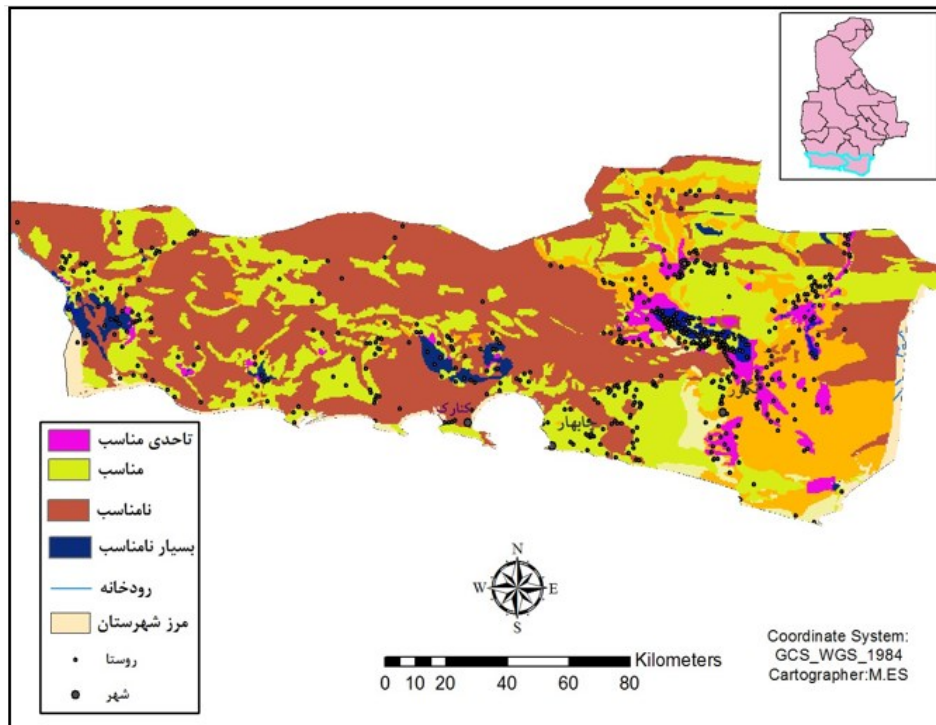 کنارک
چابهار
تاحدی مناسب
مناسب
نامناسب
بسیار نامناسب
رودخانه
مرز شهرستان
روستا
شهر
N
W E
S
Kilometers
0 10 20 40 60 80
Coordinate System:
GCS_WGS_1984
Cartographer:M.ES